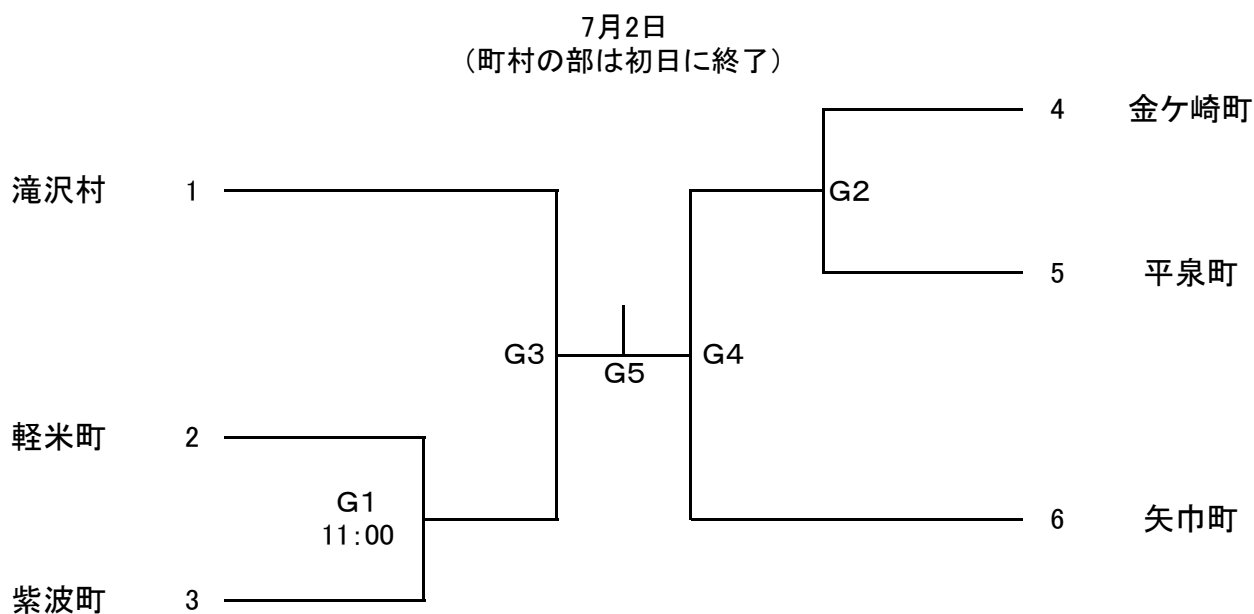 7月2日
（町村の部は初日に終了）
4 金ケ崎町
滝沢村 1
G2
5 平泉町
G3
G4
G5
軽米町 2
G1
11:00
6 矢巾町
紫波町 3